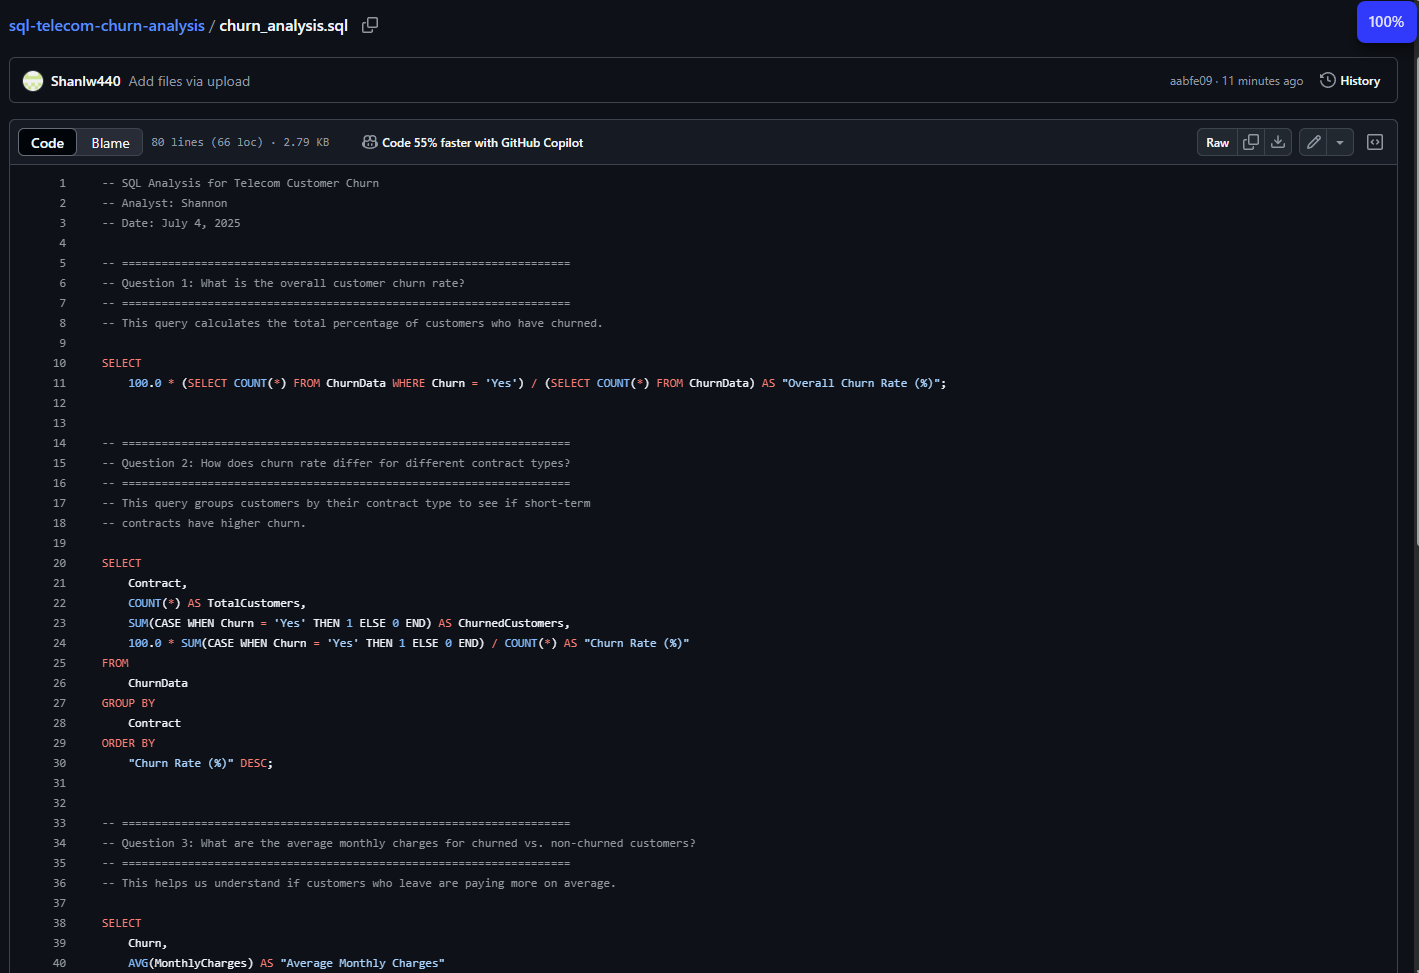 sql-telecom-churn-analysis / churn_analysis.sql
100%
Shanlw440 Add files via upload aabfe09 · 11 minutes ago History
Code Blame 80 lines (66 loc) · 2.79 KB Code 55% faster with GitHub Copilot Raw
1 -- SQL Analysis for Telecom Customer Churn
2 -- Analyst: Shannon
3 -- Date: July 4, 2025
4
5 -- ====================================================================
6 -- Question 1: What is the overall customer churn rate?
7 -- ====================================================================
8 -- This query calculates the total percentage of customers who have churned.
9
10 SELECT
11     100.0 * (SELECT COUNT(*) FROM ChurnData WHERE Churn = 'Yes') / (SELECT COUNT(*) FROM ChurnData) AS "Overall Churn Rate (%)";
12
13
14 -- ====================================================================
15 -- Question 2: How does churn rate differ for different contract types?
16 -- ====================================================================
17 -- This query groups customers by their contract type to see if short-term
18 -- contracts have higher churn.
19
20 SELECT
21     Contract,
22     COUNT(*) AS TotalCustomers,
23     SUM(CASE WHEN Churn = 'Yes' THEN 1 ELSE 0 END) AS ChurnedCustomers,
24     100.0 * SUM(CASE WHEN Churn = 'Yes' THEN 1 ELSE 0 END) / COUNT(*) AS "Churn Rate (%)"
25 FROM
26     ChurnData
27 GROUP BY
28     Contract
29 ORDER BY
30     "Churn Rate (%)" DESC;
31
32
33 -- ====================================================================
34 -- Question 3: What are the average monthly charges for churned vs. non-churned customers?
35 -- ====================================================================
36 -- This helps us understand if customers who leave are paying more on average.
37
38 SELECT
39     Churn,
40     AVG(MonthlyCharges) AS "Average Monthly Charges"